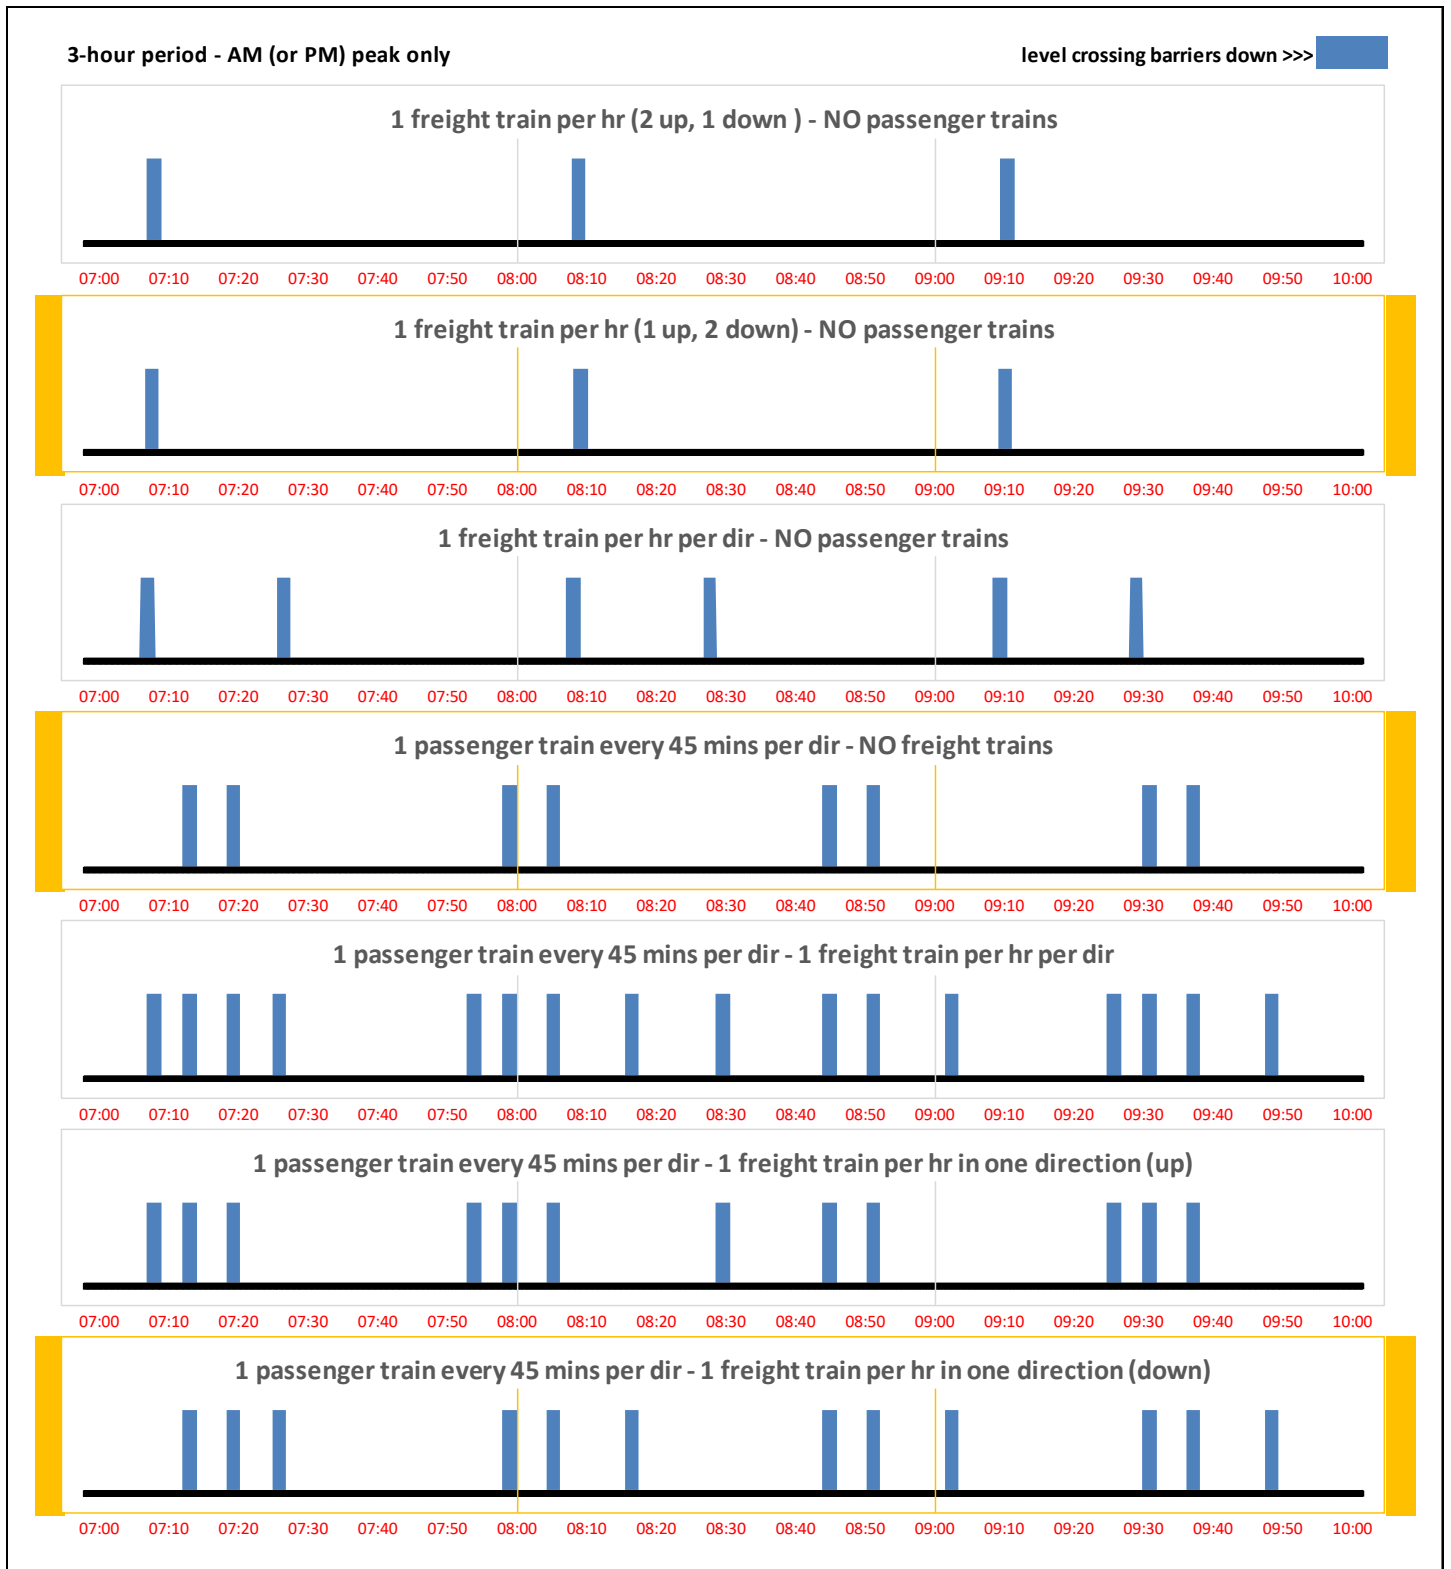 3-hour period - AM (or PM) peak only
level crossing barriers down >>>
1 freight train per hr (2 up, 1 down ) - NO passenger trains
07:00 07:10 07:20 07:30 07:40 07:50 08:00 08:10 08:20 08:30 08:40 08:50 09:00 09:10 09:20 09:30 09:40 09:50 10:00
1 freight train per hr (1 up, 2 down) - NO passenger trains
07:00 07:10 07:20 07:30 07:40 07:50 08:00 08:10 08:20 08:30 08:40 08:50 09:00 09:10 09:20 09:30 09:40 09:50 10:00
1 freight train per hr per dir - NO passenger trains
07:00 07:10 07:20 07:30 07:40 07:50 08:00 08:10 08:20 08:30 08:40 08:50 09:00 09:10 09:20 09:30 09:40 09:50 10:00
1 passenger train every 45 mins per dir - NO freight trains
07:00 07:10 07:20 07:30 07:40 07:50 08:00 08:10 08:20 08:30 08:40 08:50 09:00 09:10 09:20 09:30 09:40 09:50 10:00
1 passenger train every 45 mins per dir - 1 freight train per hr per dir
07:00 07:10 07:20 07:30 07:40 07:50 08:00 08:10 08:20 08:30 08:40 08:50 09:00 09:10 09:20 09:30 09:40 09:50 10:00
1 passenger train every 45 mins per dir - 1 freight train per hr in one direction (up)
07:00 07:10 07:20 07:30 07:40 07:50 08:00 08:10 08:20 08:30 08:40 08:50 09:00 09:10 09:20 09:30 09:40 09:50 10:00
1 passenger train every 45 mins per dir - 1 freight train per hr in one direction (down)
07:00 07:10 07:20 07:30 07:40 07:50 08:00 08:10 08:20 08:30 08:40 08:50 09:00 09:10 09:20 09:30 09:40 09:50 10:00